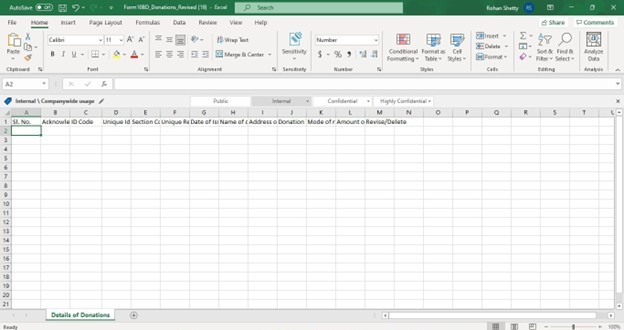 AutoSave Off Form10BD_Donations_Revised (19) - Excel Search Rohan Shetty RS
File Home Insert Page Layout Formulas Data Review View Help Share Comments
Paste Calibri 11 A A Wrap Text Number Insert
B I U Merge & Center Sensitivity $ % Conditional Formatting Format as Table Cell Styles Delete Format Sort & Filter Find & Select Analyze Data
Clipboard Font Alignment Sensitivity Number Styles Cells Editing Analysis
A2 fx
Internal \ Companywide usage Public Internal Confidential Highly Confidential
A B C D E F G H I J K L M N O P Q R S T
1 Sl. No. Acknowle ID Code Unique Id Section Co Unique Re Date of Is Name of d Address o Donation Mode of r Amount o Revise/Delete
2
3
4
5
6
7
8
9
10
11
12
13
14
15
16
17
18
19
20
21
Details of Donations
Ready 100%